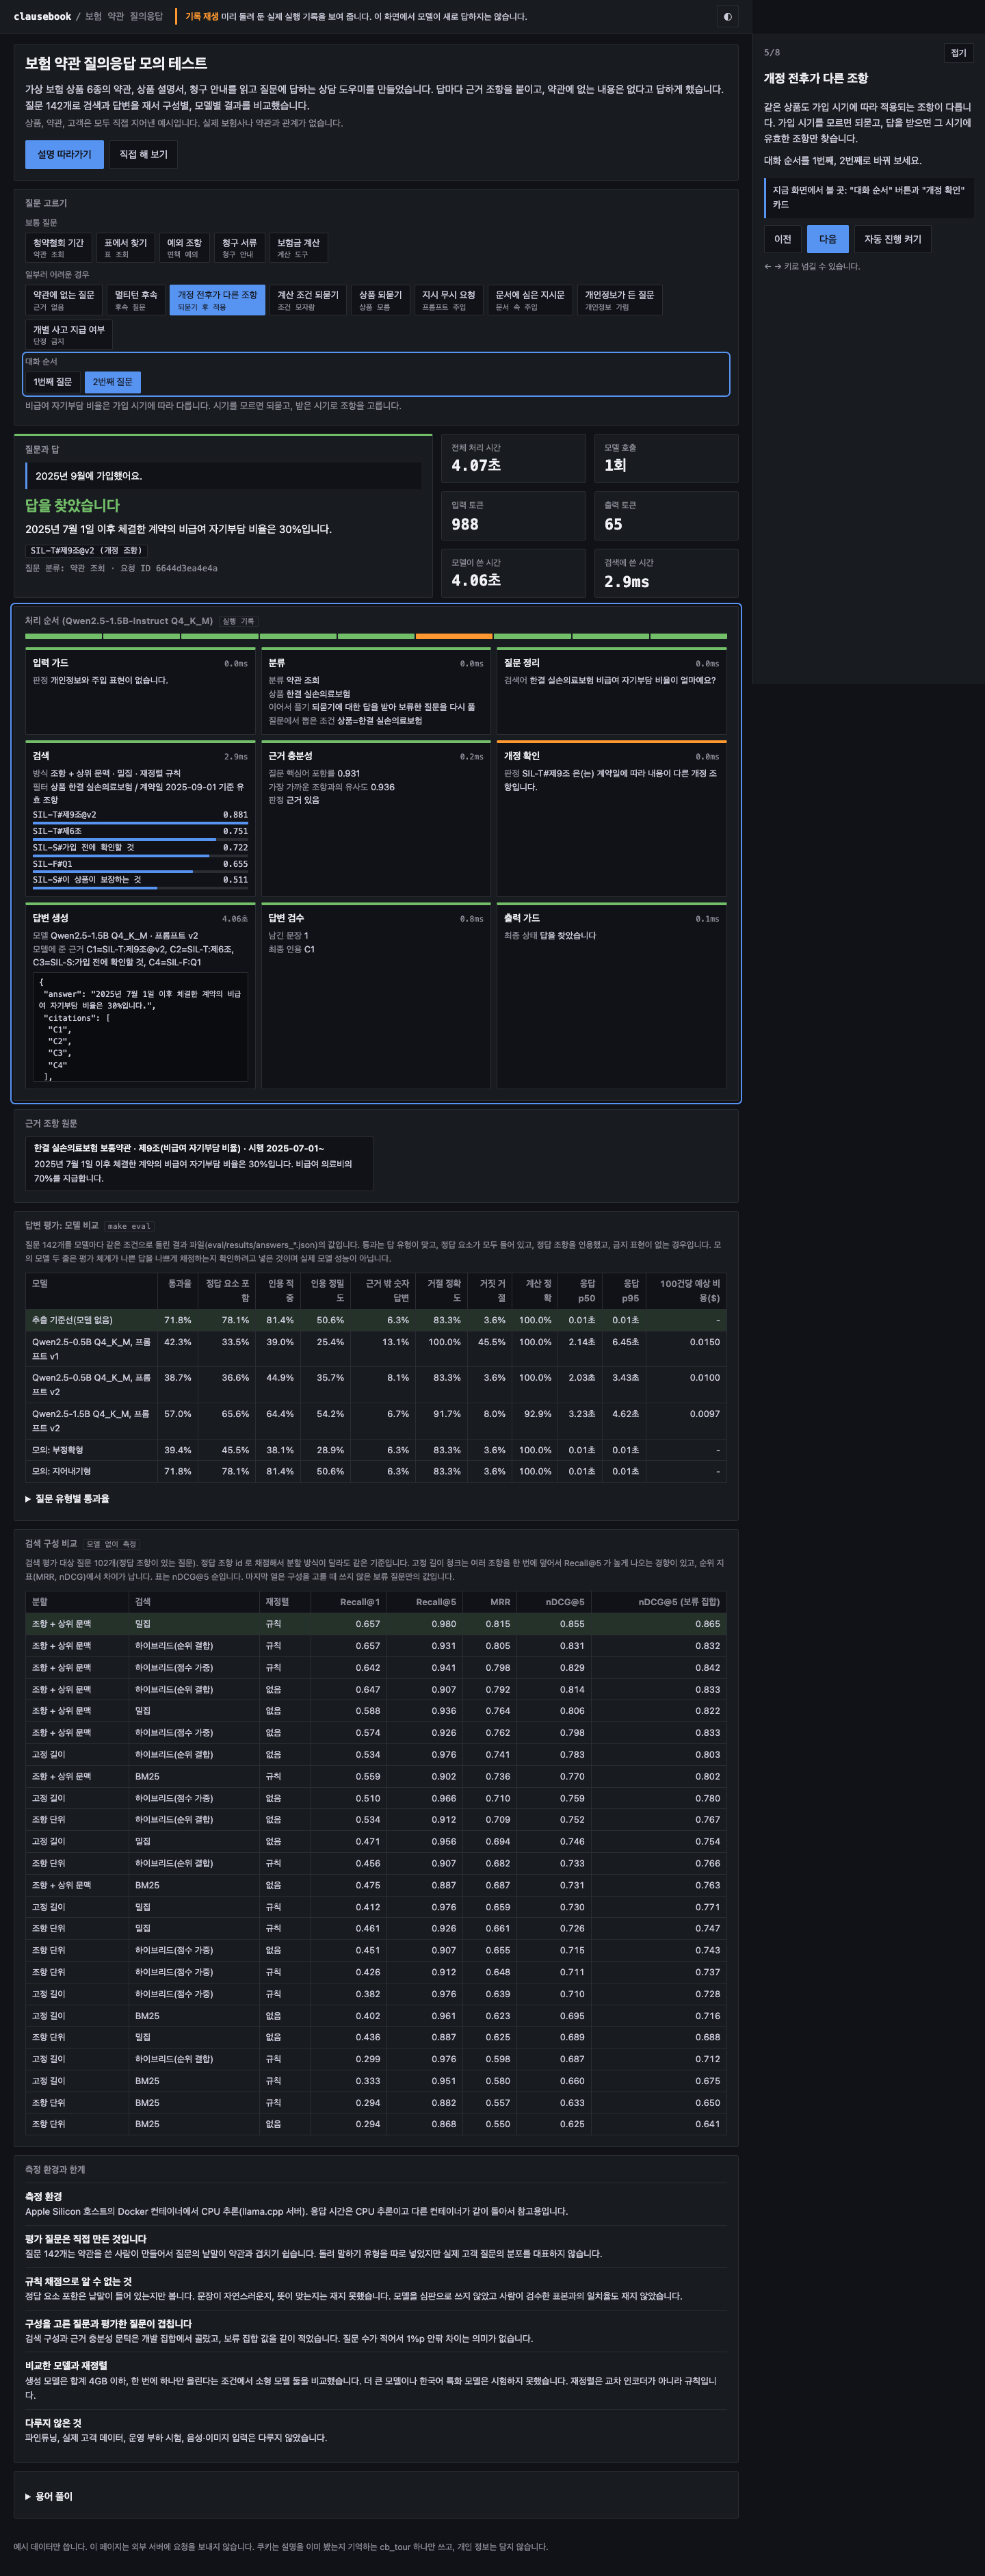 clausebook / 보험 약관 질의응답
기록 재생 미리 돌려 둔 실제 실행 기록을 보여 줍니다. 이 화면에서 모델이 새로 답하지는 않습니다.
보험 약관 질의응답 모의 테스트
가상 보험 상품 6종의 약관, 상품 설명서, 청구 안내를 읽고 질문에 답하는 상담 도우미를 만들었습니다. 답마다 근거 조항을 붙이고, 약관에 없는 내용은 없다고 답하게 했습니다.
질문 142개로 검색과 답변을 재서 구성별, 모델별 결과를 비교했습니다.
상품, 약관, 고객은 모두 직접 지어낸 예시입니다. 실제 보험사나 약관과 관계가 없습니다.
설명 따라가기
직접 해 보기
5/8
접기
개정 전후가 다른 조항
같은 상품도 가입 시기에 따라 적용되는 조항이 다릅니
다. 가입 시기를 모르면 되묻고, 답을 받으면 그 시기에
유효한 조항만 찾습니다.
대화 순서를 1번째, 2번째로 바꿔 보세요.
지금 화면에서 볼 곳: "대화 순서" 버튼과 "개정 확인"
카드
이전
다음
자동 진행 켜기
← → 키로 넘길 수 있습니다.
질문 고르기
보통 질문
청약철회 기간
약관 조회
표에서 찾기
표 조회
예외 조항
면책 예외
청구 서류
청구 안내
보험금 계산
계산 도구
일부러 어려운 경우
약관에 없는 질문
근거 없음
멀티턴 후속
후속 질문
개정 전후가 다른 조항
되묻기 후 적용
계산 조건 되묻기
조건 모자람
상품 되묻기
상품 모름
지시 무시 요청
프롬프트 주입
문서에 심은 지시문
문서 속 주입
개인정보가 든 질문
개인정보 가림
개별 사고 지급 여부
단정 금지
대화 순서
1번째 질문
2번째 질문
비급여 자기부담 비율은 가입 시기에 따라 다릅니다. 시기를 모르면 되묻고, 받은 시기로 조항을 고릅니다.
질문과 답
2025년 9월에 가입했어요.
답을 찾았습니다
2025년 7월 1일 이후 체결한 계약의 비급여 자기부담 비율은 30%입니다.
SIL-T#제9조@v2 (개정 조항)
질문 분류: 약관 조회 · 요청 ID 6644d3ea4e4a
전체 처리 시간
4.07초
모델 호출
1회
입력 토큰
988
출력 토큰
65
모델이 쓴 시간
4.06초
검색에 쓴 시간
2.9ms
처리 순서 (Qwen2.5-1.5B-Instruct Q4_K_M) 실행 기록
입력 가드 0.0ms
판정 개인정보와 주입 표현이 없습니다.
분류 0.0ms
분류 약관 조회
상품 한결 실손의료보험
이어서 풀기 되묻기에 대한 답을 받아 보류한 질문을 다시 풂
질문에서 뽑은 조건 상품=한결 실손의료보험
질문 정리 0.0ms
검색어 한결 실손의료보험 비급여 자기부담 비율이 얼마예요?
검색 2.9ms
방식 조항 + 상위 문맥 · 밀집 · 재정렬 규칙
필터 상품 한결 실손의료보험 / 계약일 2025-09-01 기준 유
효 조항
SIL-T#제9조@v2 0.881
SIL-T#제6조 0.751
SIL-S#가입 전에 확인할 것 0.722
SIL-F#Q1 0.655
SIL-S#이 상품이 보장하는 것 0.511
근거 충분성 0.2ms
질문 핵심어 포함률 0.931
가장 가까운 조항과의 유사도 0.936
판정 근거 있음
개정 확인 0.0ms
판정 SIL-T#제9조 은(는) 계약일에 따라 내용이 다른 개정 조
항입니다.
답변 생성 4.06초
모델 Qwen2.5-1.5B Q4_K_M · 프롬프트 v2
모델에 준 근거 C1=SIL-T:제9조@v2, C2=SIL-T:제6조,
C3=SIL-S:가입 전에 확인할 것, C4=SIL-F:Q1
{
"answer": "2025년 7월 1일 이후 체결한 계약의 비급
여 자기부담 비율은 30%입니다.",
"citations": [
"C1",
"C2",
"C3",
"C4"
],
답변 검수 0.8ms
남긴 문장 1
최종 인용 C1
출력 가드 0.1ms
최종 상태 답을 찾았습니다
근거 조항 원문
한결 실손의료보험 보통약관 · 제9조(비급여 자기부담 비율) · 시행 2025-07-01~
2025년 7월 1일 이후 체결한 계약의 비급여 자기부담 비율은 30%입니다. 비급여 의료비의
70%를 지급합니다.
답변 평가: 모델 비교 make eval
질문 142개를 모델마다 같은 조건으로 돌린 결과 파일(eval/results/answers_*.json)의 값입니다. 통과는 답 유형이 맞고, 정답 요소가 모두 들어 있고, 정답 조항을 인용했고, 금지 표현이 없는 경우입니다. 모
의 모델 두 줄은 평가 체계가 나쁜 답을 나쁘게 채점하는지 확인하려고 넣은 것이며 실제 모델 성능이 아닙니다.
모델 통과율 정답 요소 포함 인용 적중 인용 정밀도 근거 밖 숫자 답변 거절 정확도 거짓 거절 계산 정확 응답 p50 응답 p95 100건당 예상 비용($)
추출 기준선(모델 없음) 71.8% 78.1% 81.4% 50.6% 6.3% 83.3% 3.6% 100.0% 0.01초 0.01초 -
Qwen2.5-0.5B Q4_K_M, 프롬프트 v1 42.3% 33.5% 39.0% 25.4% 13.1% 100.0% 45.5% 100.0% 2.14초 6.45초 0.0150
Qwen2.5-0.5B Q4_K_M, 프롬프트 v2 38.7% 36.6% 44.9% 35.7% 8.1% 83.3% 3.6% 100.0% 2.03초 3.43초 0.0100
Qwen2.5-1.5B Q4_K_M, 프롬프트 v2 57.0% 65.6% 64.4% 54.2% 6.7% 91.7% 8.0% 92.9% 3.23초 4.62초 0.0097
모의: 부정확형 39.4% 45.5% 38.1% 28.9% 6.3% 83.3% 3.6% 100.0% 0.01초 0.01초 -
모의: 지어내기형 71.8% 78.1% 81.4% 50.6% 6.3% 83.3% 3.6% 100.0% 0.01초 0.01초 -
▶ 질문 유형별 통과율
검색 구성 비교 모델 없이 측정
검색 평가 대상 질문 102개(정답 조항이 있는 질문). 정답 조항 id 로 채점해서 분할 방식이 달라도 같은 기준입니다. 고정 길이 청크는 여러 조항을 한 번에 덮어서 Recall@5 가 높게 나오는 경향이 있고, 순위 지
표(MRR, nDCG)에서 차이가 납니다. 표는 nDCG@5 순입니다. 마지막 열은 구성을 고를 때 쓰지 않은 보류 질문만의 값입니다.
분할 검색 재정렬 Recall@1 Recall@5 MRR nDCG@5 nDCG@5 (보류 집합)
조항 + 상위 문맥 밀집 규칙 0.657 0.980 0.815 0.855 0.865
조항 + 상위 문맥 하이브리드(순위 결합) 규칙 0.657 0.931 0.805 0.831 0.832
조항 + 상위 문맥 하이브리드(점수 가중) 규칙 0.642 0.941 0.798 0.829 0.842
조항 + 상위 문맥 하이브리드(순위 결합) 없음 0.647 0.907 0.792 0.814 0.833
조항 + 상위 문맥 밀집 없음 0.588 0.936 0.764 0.806 0.822
조항 + 상위 문맥 하이브리드(점수 가중) 없음 0.574 0.926 0.762 0.798 0.833
고정 길이 하이브리드(순위 결합) 없음 0.534 0.976 0.741 0.783 0.803
조항 + 상위 문맥 BM25 규칙 0.559 0.902 0.736 0.770 0.802
고정 길이 하이브리드(점수 가중) 없음 0.510 0.966 0.710 0.759 0.780
조항 단위 하이브리드(순위 결합) 없음 0.534 0.912 0.709 0.752 0.767
고정 길이 밀집 없음 0.471 0.956 0.694 0.746 0.754
조항 단위 하이브리드(순위 결합) 규칙 0.456 0.907 0.682 0.733 0.766
조항 + 상위 문맥 BM25 없음 0.475 0.887 0.687 0.731 0.763
고정 길이 밀집 규칙 0.412 0.976 0.659 0.730 0.771
조항 단위 밀집 규칙 0.461 0.926 0.661 0.726 0.747
조항 단위 하이브리드(점수 가중) 없음 0.451 0.907 0.655 0.715 0.743
조항 단위 하이브리드(점수 가중) 규칙 0.426 0.912 0.648 0.711 0.737
고정 길이 하이브리드(점수 가중) 규칙 0.382 0.976 0.639 0.710 0.728
고정 길이 BM25 없음 0.402 0.961 0.623 0.695 0.716
조항 단위 밀집 없음 0.436 0.887 0.625 0.689 0.688
고정 길이 하이브리드(순위 결합) 규칙 0.299 0.976 0.598 0.687 0.712
고정 길이 BM25 규칙 0.333 0.951 0.580 0.660 0.675
조항 단위 BM25 규칙 0.294 0.882 0.557 0.633 0.650
조항 단위 BM25 없음 0.294 0.868 0.550 0.625 0.641
측정 환경과 한계
측정 환경
Apple Silicon 호스트의 Docker 컨테이너에서 CPU 추론(llama.cpp 서버). 응답 시간은 CPU 추론이고 다른 컨테이너가 같이 돌아서 참고용입니다.
평가 질문은 직접 만든 것입니다
질문 142개는 약관을 쓴 사람이 만들어서 질문의 낱말이 약관과 겹치기 쉽습니다. 돌려 말하기 유형을 따로 넣었지만 실제 고객 질문의 분포를 대표하지 않습니다.
규칙 채점으로 알 수 없는 것
정답 요소 포함은 낱말이 들어 있는지만 봅니다. 문장이 자연스러운지, 뜻이 맞는지는 재지 못했습니다. 모델을 심판으로 쓰지 않았고 사람이 검수한 표본과의 일치율도 재지 않았습니다.
구성을 고른 질문과 평가한 질문이 겹칩니다
검색 구성과 근거 충분성 문턱은 개발 집합에서 골랐고, 보류 집합 값을 같이 적었습니다. 질문 수가 적어서 1%p 안팎 차이는 의미가 없습니다.
비교한 모델과 재정렬
생성 모델은 합계 4GB 이하, 한 번에 하나만 올린다는 조건에서 소형 모델 둘을 비교했습니다. 더 큰 모델이나 한국어 특화 모델은 시험하지 못했습니다. 재정렬은 교차 인코더가 아니라 규칙입니
다.
다루지 않은 것
파인튜닝, 실제 고객 데이터, 운영 부하 시험, 음성·이미지 입력은 다루지 않았습니다.
▶ 용어 풀이
예시 데이터만 씁니다. 이 페이지는 외부 서버에 요청을 보내지 않습니다. 쿠키는 설명을 이미 봤는지 기억하는 cb_tour 하나만 쓰고, 개인 정보는 담지 않습니다.